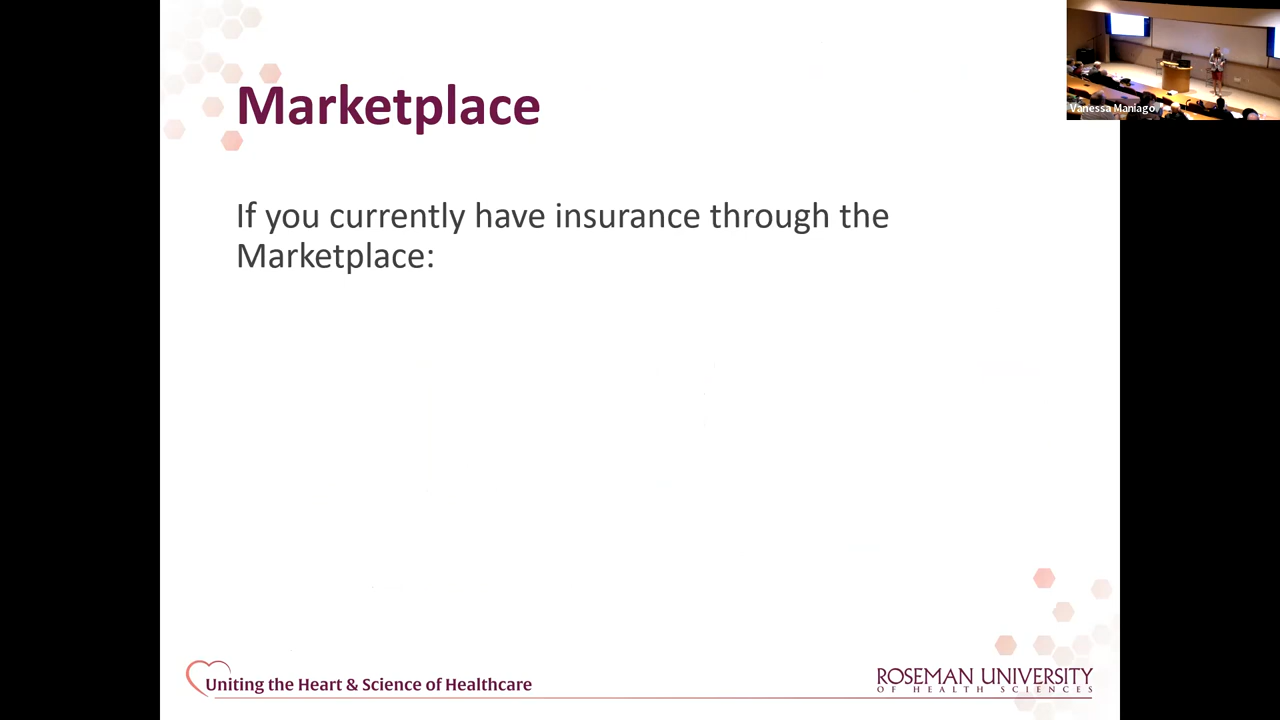 Marketplace
Vanessa Maniago
If you currently have insurance through the
Marketplace:
Uniting the Heart & Science of Healthcare
ROSEMAN UNIVERSITY
OF HEALTH SCIENCES